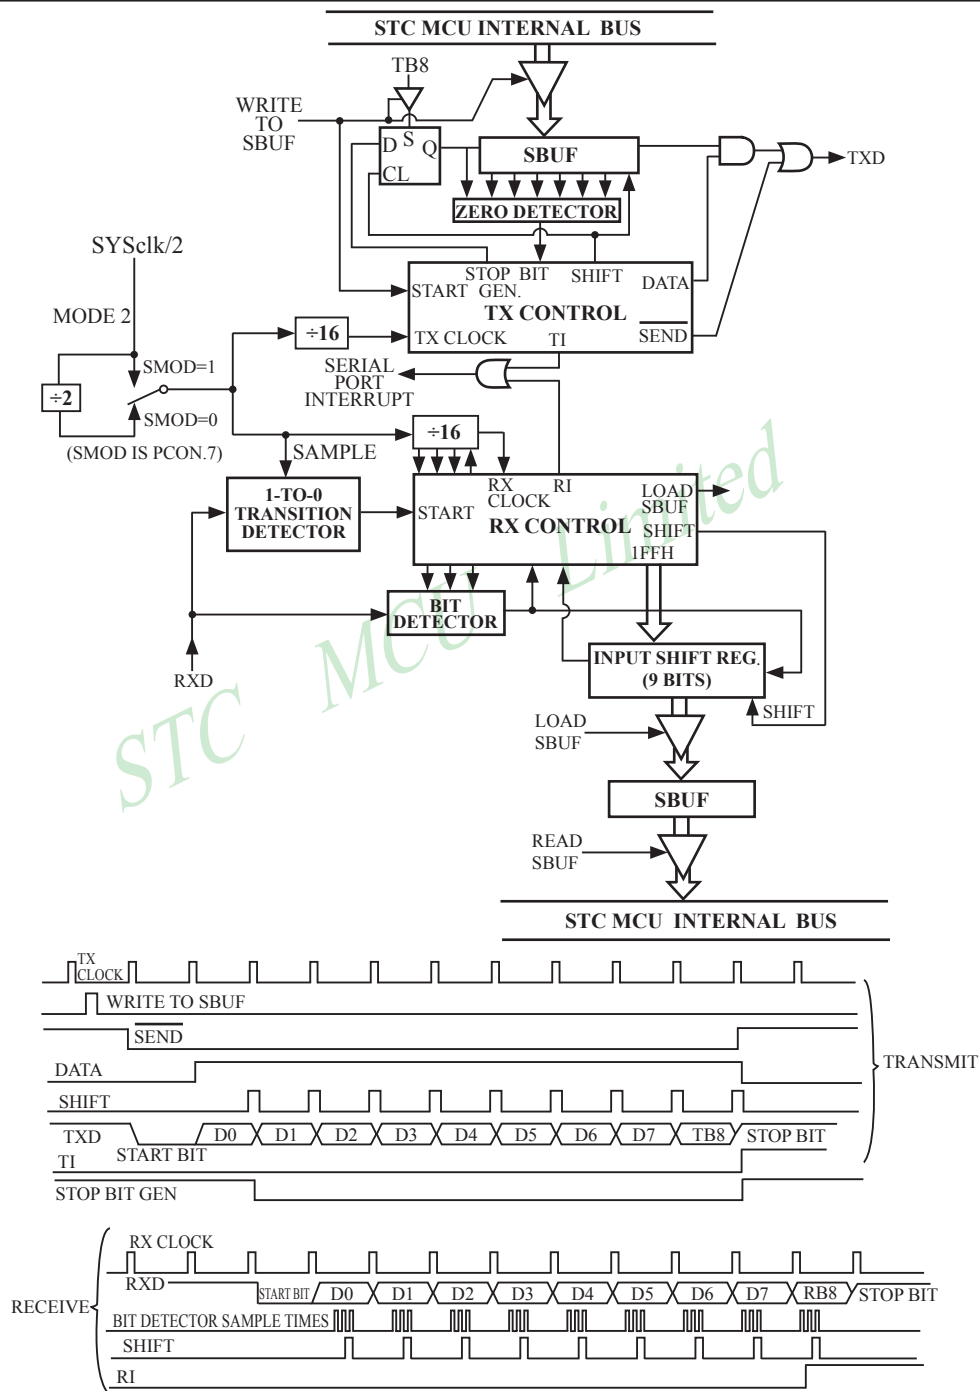 STC MCU INTERNAL BUS
TB8
WRITE
TO
SBUF
D S Q
CL
SBUF
TXD
ZERO DETECTOR
SYSclk/2
STOP BIT
GEN.
SHIFT
DATA
START
TX CONTROL
MODE 2
÷16
TX CLOCK
TI
SEND
SERIAL
PORT
INTERRUPT
SMOD=1
÷2
SMOD=0
(SMOD IS PCON.7)
÷16
SAMPLE
1-TO-0
TRANSITION
DETECTOR
RX
CLOCK
RI
LOAD
SBUF
START
RX CONTROL
SHIFT
1FFH
BIT
DETECTOR
RXD
INPUT SHIFT REG.
(9 BITS)
SHIFT
LOAD
SBUF
SBUF
READ
SBUF
STC MCU INTERNAL BUS
STC MCU Limited
TX
CLOCK
WRITE TO SBUF
SEND
DATA
TRANSMIT
SHIFT
TXD D0 D1 D2 D3 D4 D5 D6 D7 TB8 STOP BIT
START BIT
TI
STOP BIT GEN
RX CLOCK
RXD START BIT D0 D1 D2 D3 D4 D5 D6 D7 RB8 STOP BIT
RECEIVE
BIT DETECTOR SAMPLE TIMES
SHIFT
RI